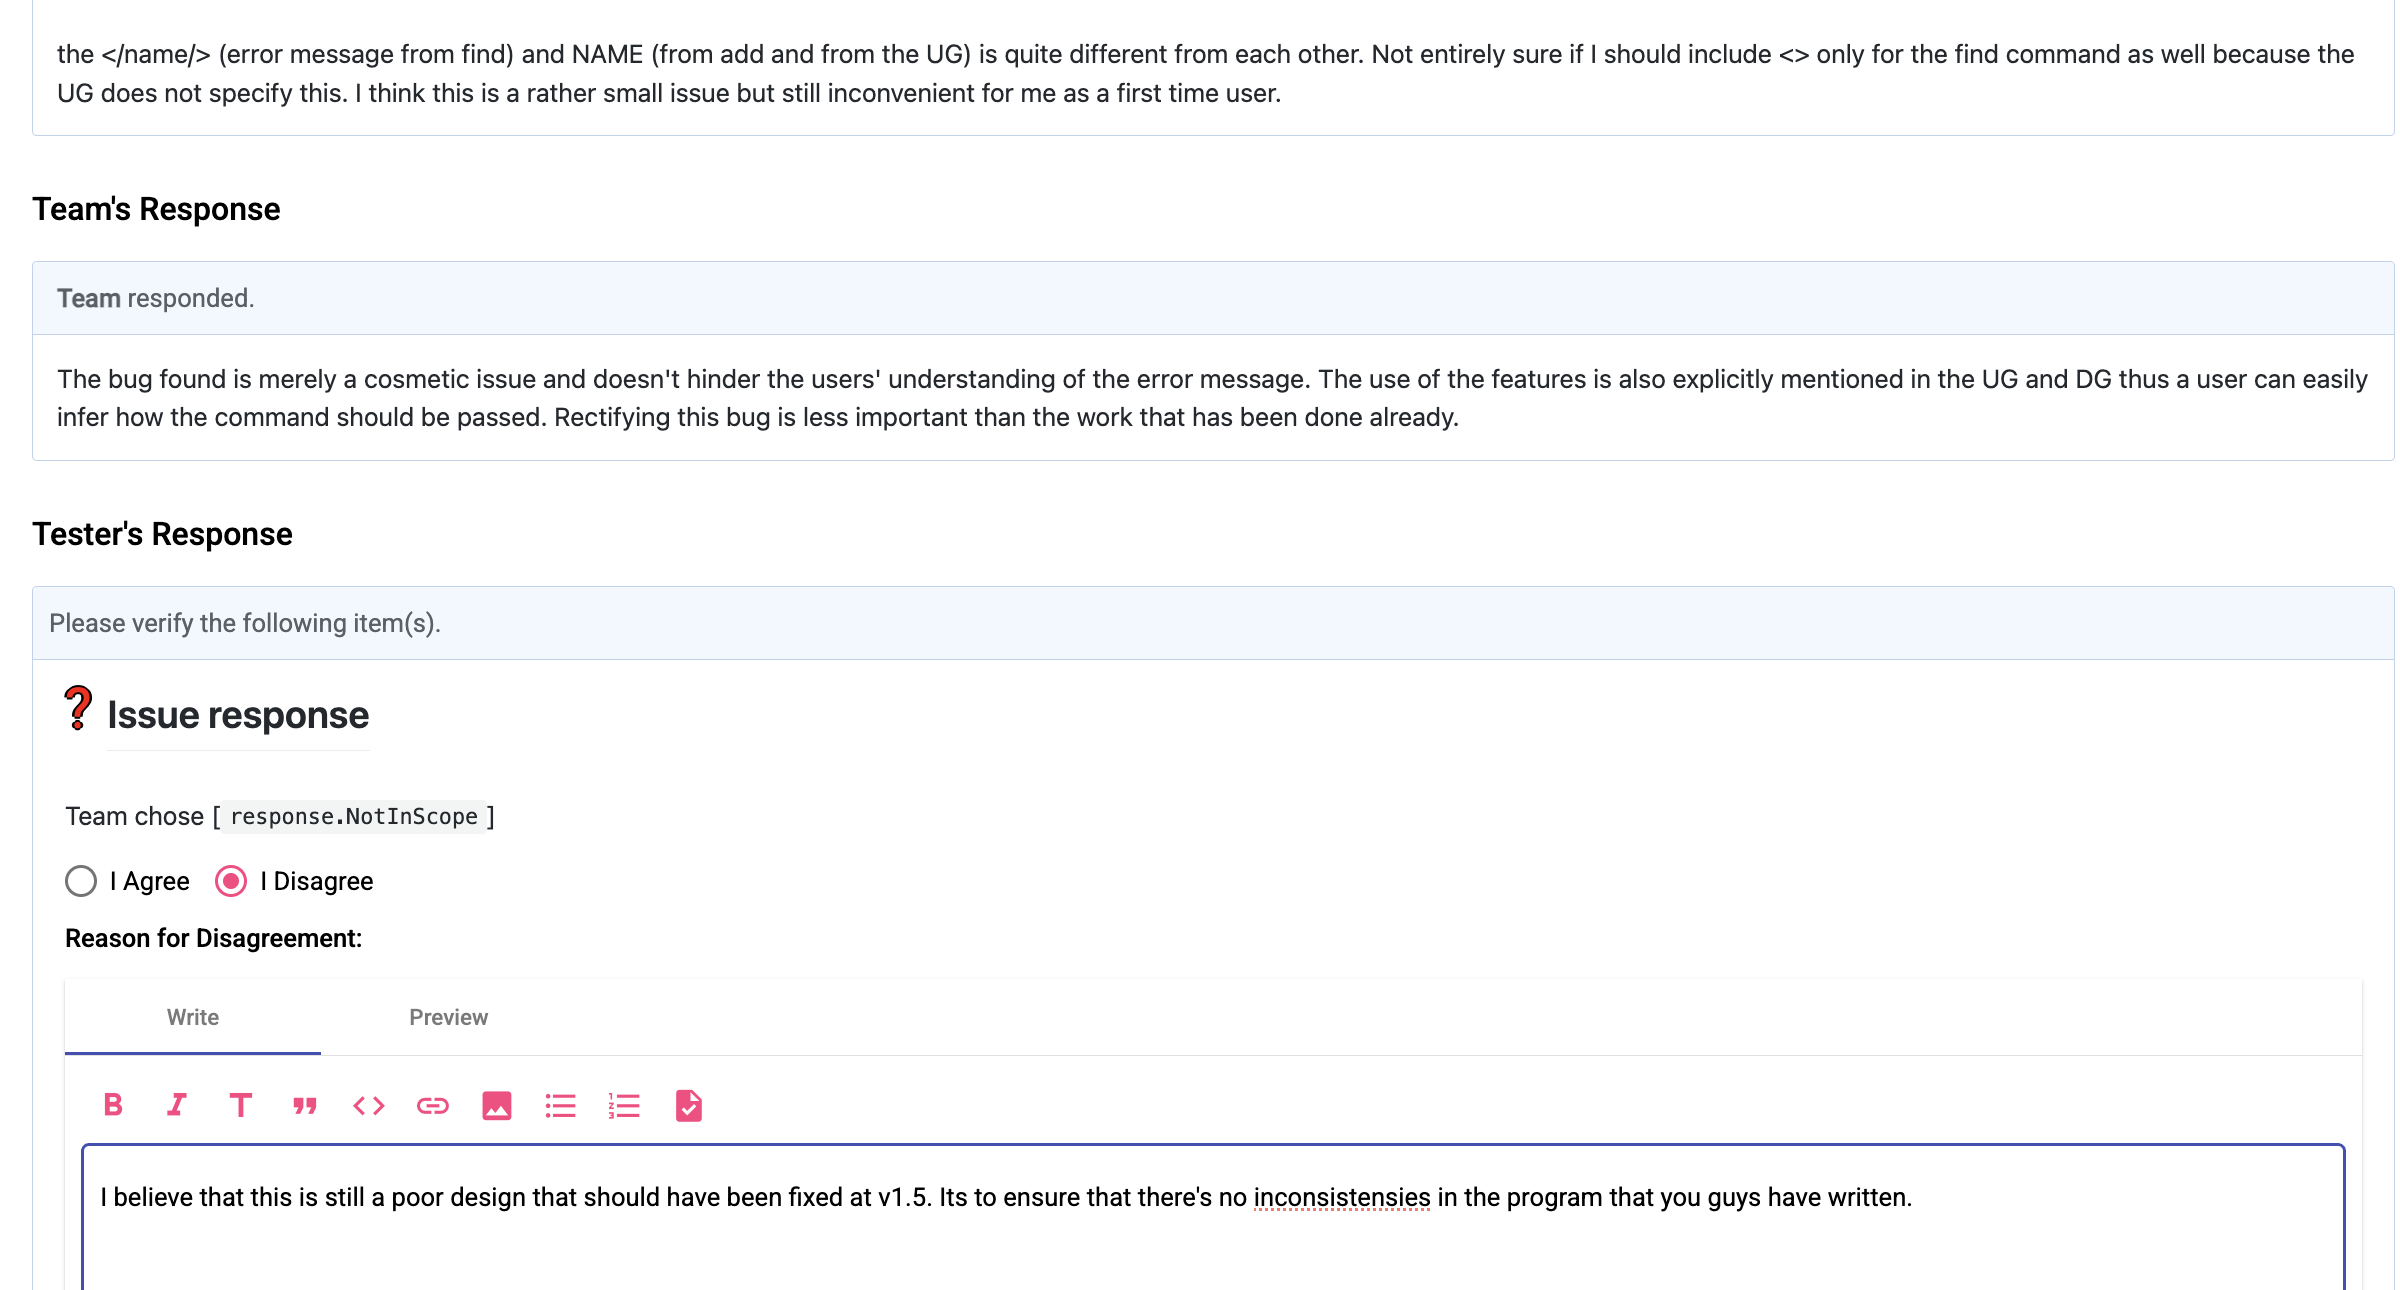 the </name/> (error message from find) and NAME (from add and from the UG) is quite different from each other. Not entirely sure if I should include <> only for the find command as well because the
UG does not specify this. I think this is a rather small issue but still inconvenient for me as a first time user.
Team's Response
Team responded.
The bug found is merely a cosmetic issue and doesn't hinder the users' understanding of the error message. The use of the features is also explicitly mentioned in the UG and DG thus a user can easily
infer how the command should be passed. Rectifying this bug is less important than the work that has been done already.
Tester's Response
Please verify the following item(s).
❓ Issue response
Team chose [ response.NotInScope ]
I Agree I Disagree
Reason for Disagreement:
Write Preview
I believe that this is still a poor design that should have been fixed at v1.5. Its to ensure that there's no inconsistensies in the program that you guys have written.